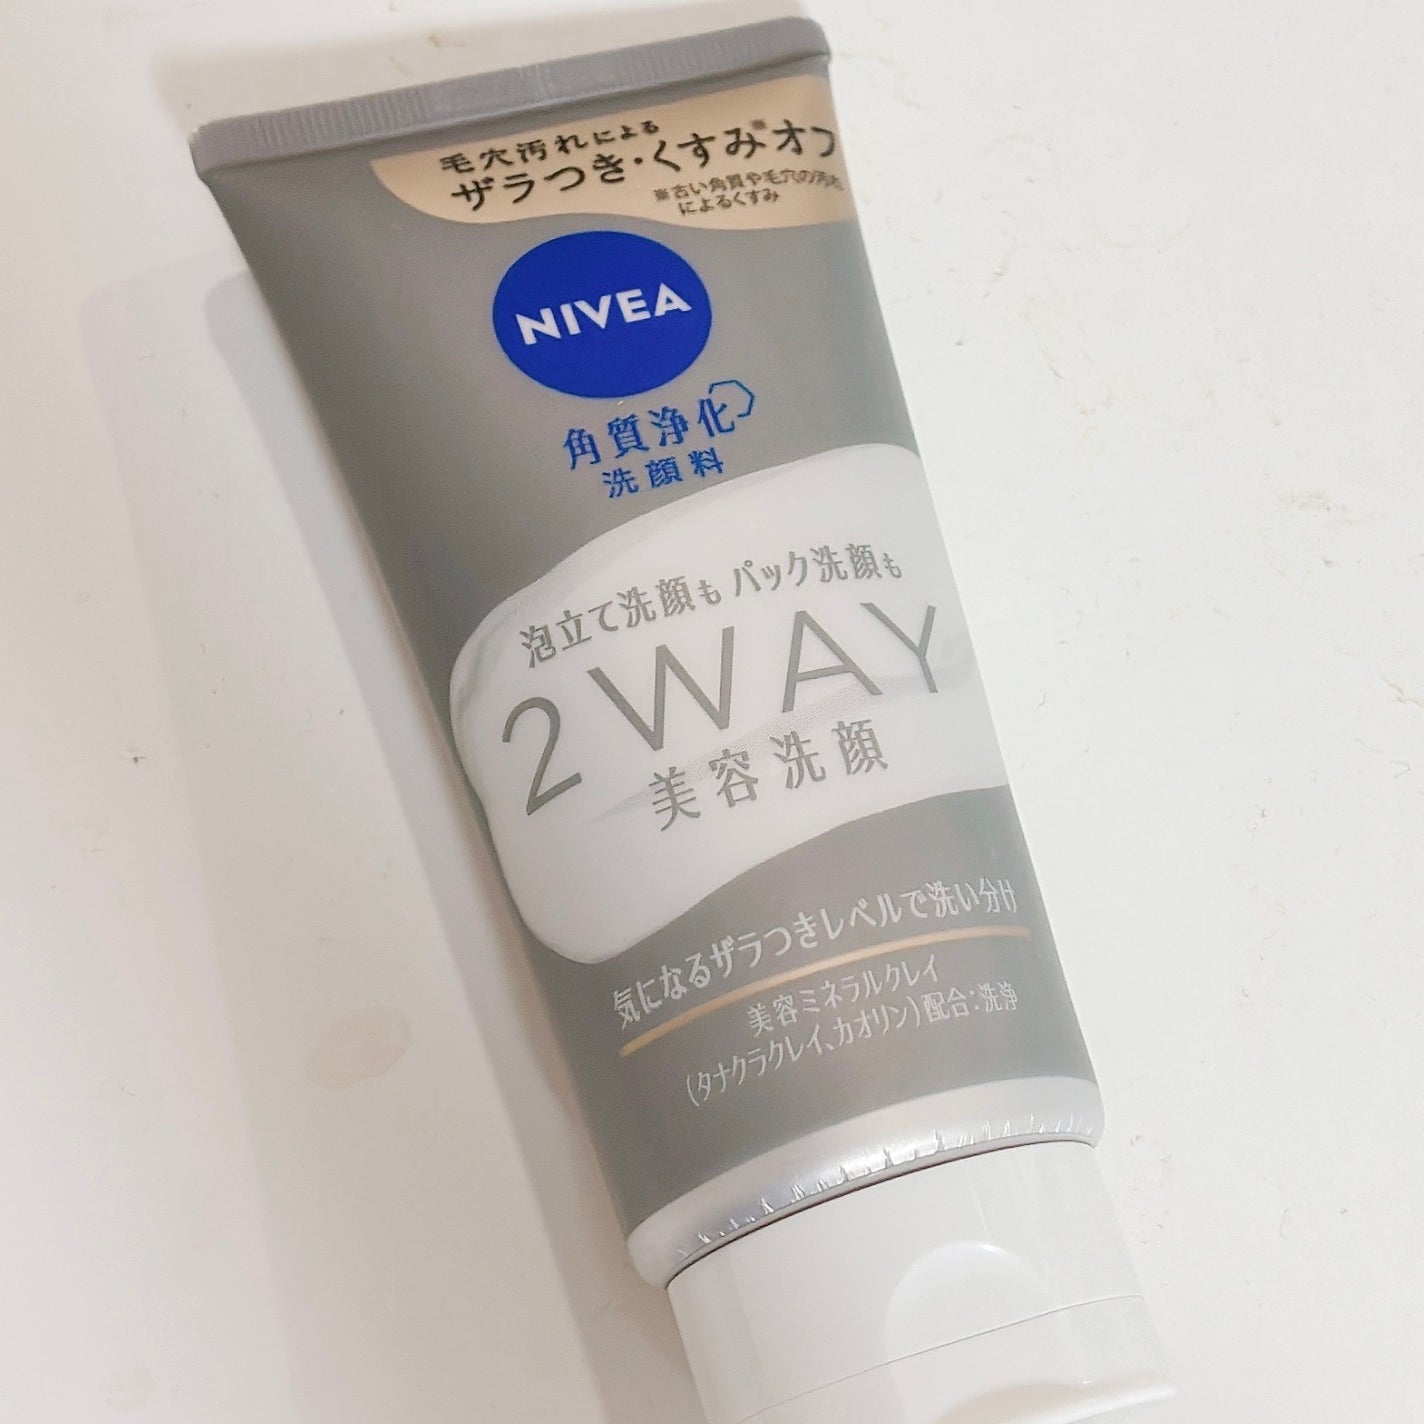 毛穴汚れによる
ザラつき・くすみ※オフ
※古い角質や毛穴の汚れ
によるくすみ
NIVEA
角質浄化
洗顔料
泡立て洗顔も パック洗顔も
2WAY
美容洗顔
気になるザラつきレベルで洗い分け
美容ミネラルクレイ
(タナクラクレイ、カオリン)配合:洗浄